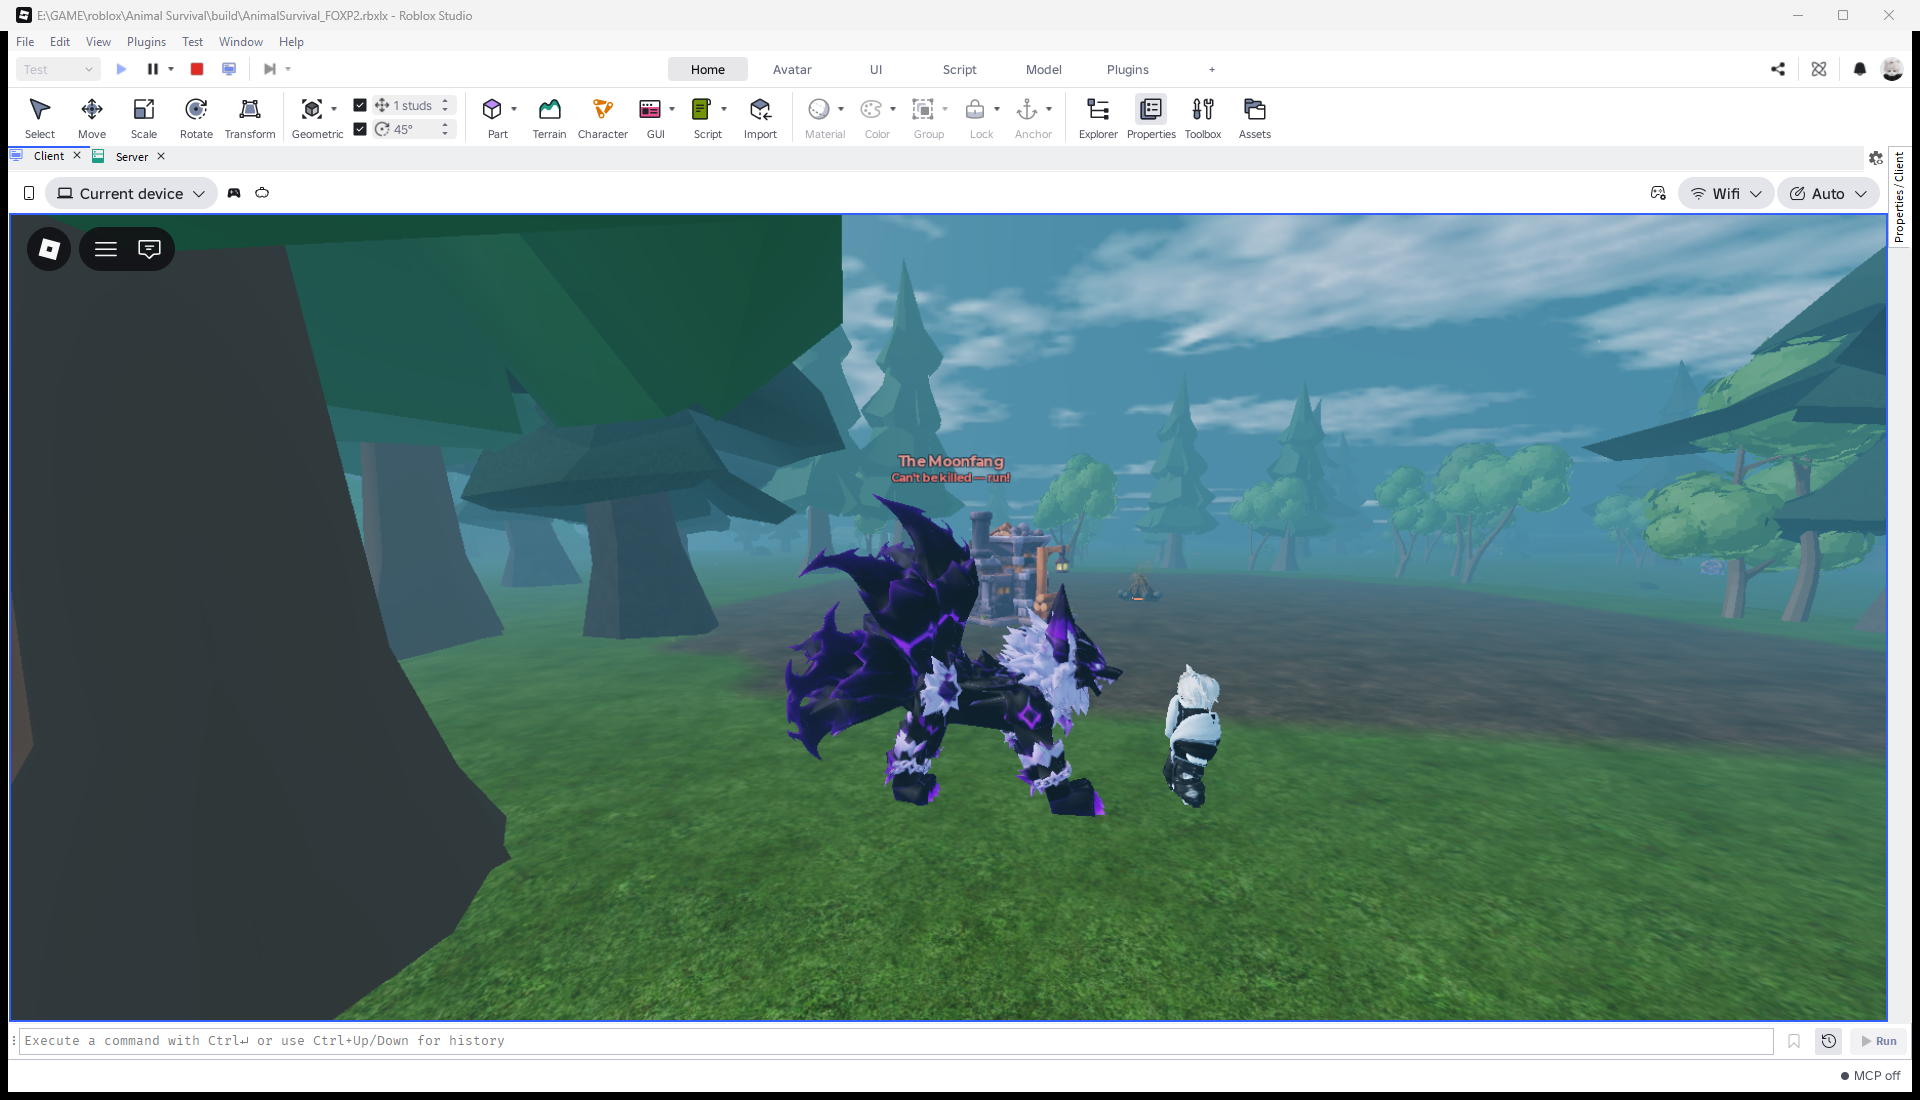 E:\GAME\roblox\Animal Survival\build\AnimalSurvival_FOXP2.rbxlx - Roblox Studio
File Edit View Plugins Test Window Help
Test
Home Avatar UI Script Model Plugins +
1 studs
45°
Select Move Scale Rotate Transform Geometric Part Terrain Character GUI Script Import Material Color Group Lock Anchor Explorer Properties Toolbox Assets
Client Server
Properties / Client
Current device
Wifi Auto
The Moonfang
Can't be killed — run!
Execute a command with Ctrl↵ or use Ctrl+Up/Down for history
Run
MCP off